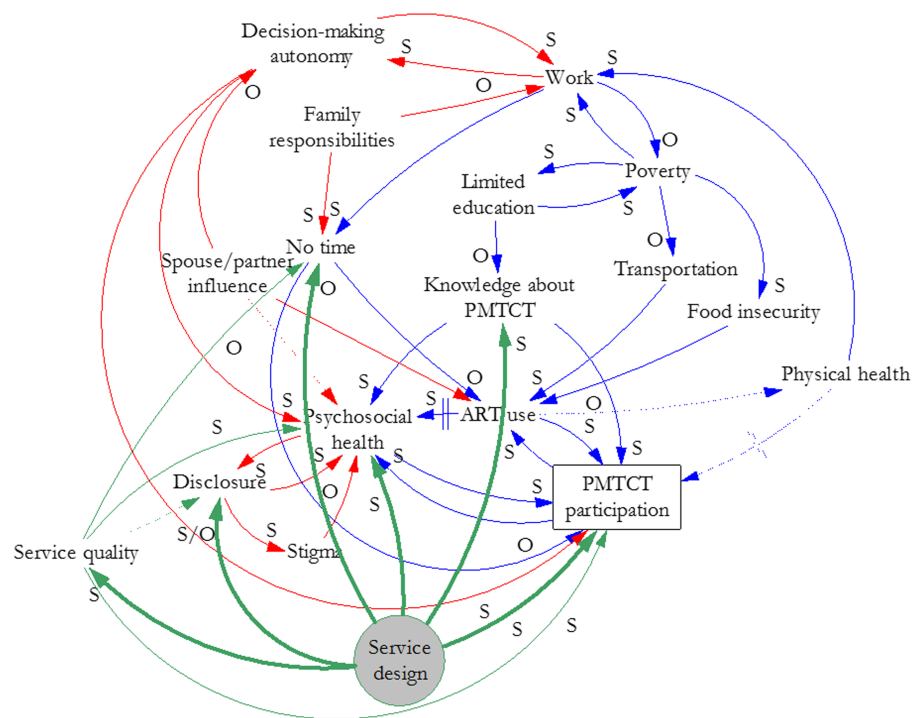 Decision-making
autonomy
S
S
Work
S
O
O
S
Family
responsibilities
O
S
Poverty
Limited
education
S
S
S
No time
O
O
Transportation
Spouse/partner
influence
O
Knowledge about
PMTCT
S
Food insecurity
O
S
O
S
Physical health
S
S
ART use
O
Psychosocial
health
S
S
S
S
S
S
S
Disclosure
S
O
S
S
PMTCT
participation
S/O
S
Stigma
O
Service quality
S
S
S
S
Service
design